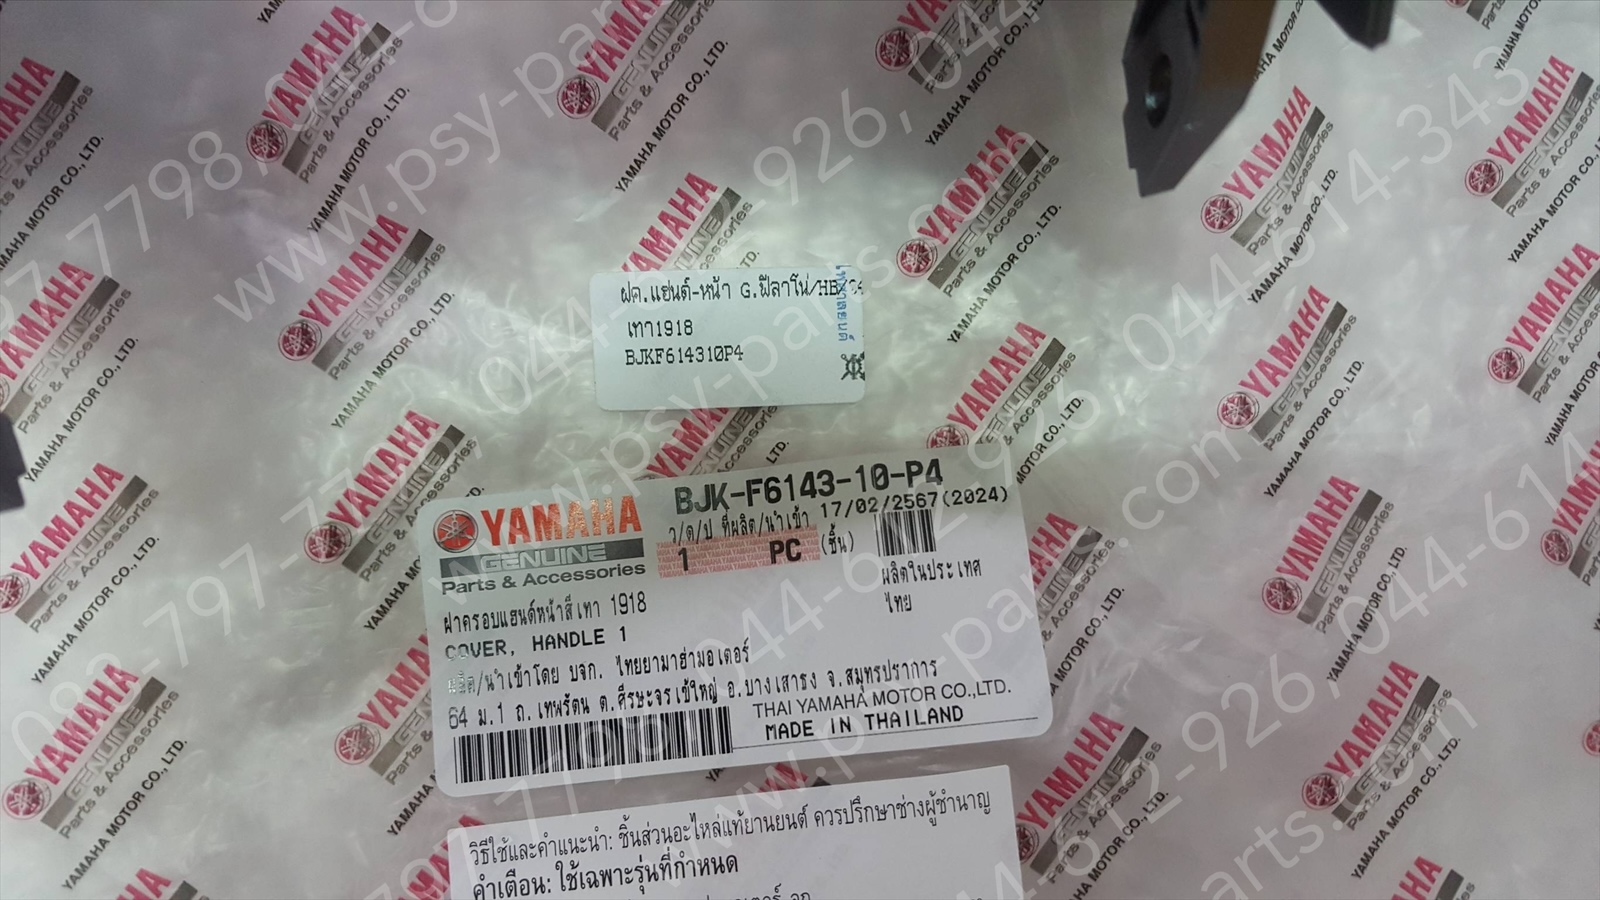 ฝค.แฮนด์-หน้า G.ฟีลาโน่/HB
เทา1918
BJKF614310P4
YAMAHA
GENUINE
Parts & Accessories
BJK-F6143-10-P4
ว/ด/ป ที่ผลิต/นำเข้า 17/02/2567(2024)
1 PC (ชิ้น)
ผลิตในประเทศ
ไทย
ฝาครอบแฮนด์หน้าสีเทา 1918
COVER, HANDLE 1
ผลิต/นำเข้าโดย บจก. ไทยยามาฮ่ามอเตอร์
64 ม.1 ถ.เทพรัตน ต.ศีรษะจรเข้ใหญ่ อ.บางเสาธง จ.สมุทรปราการ
THAI YAMAHA MOTOR CO.,LTD.
MADE IN THAILAND
วิธีใช้และคำแนะนำ: ชิ้นส่วนอะไหล่แท้ยานยนต์ ควรปรึกษาช่างผู้ชำนาญ
คำเตือน: ใช้เฉพาะรุ่นที่กำหนด
YAMAHA
GENUINE
Parts & Accessories
YAMAHA MOTOR CO., LTD.
www.psy-parts.com